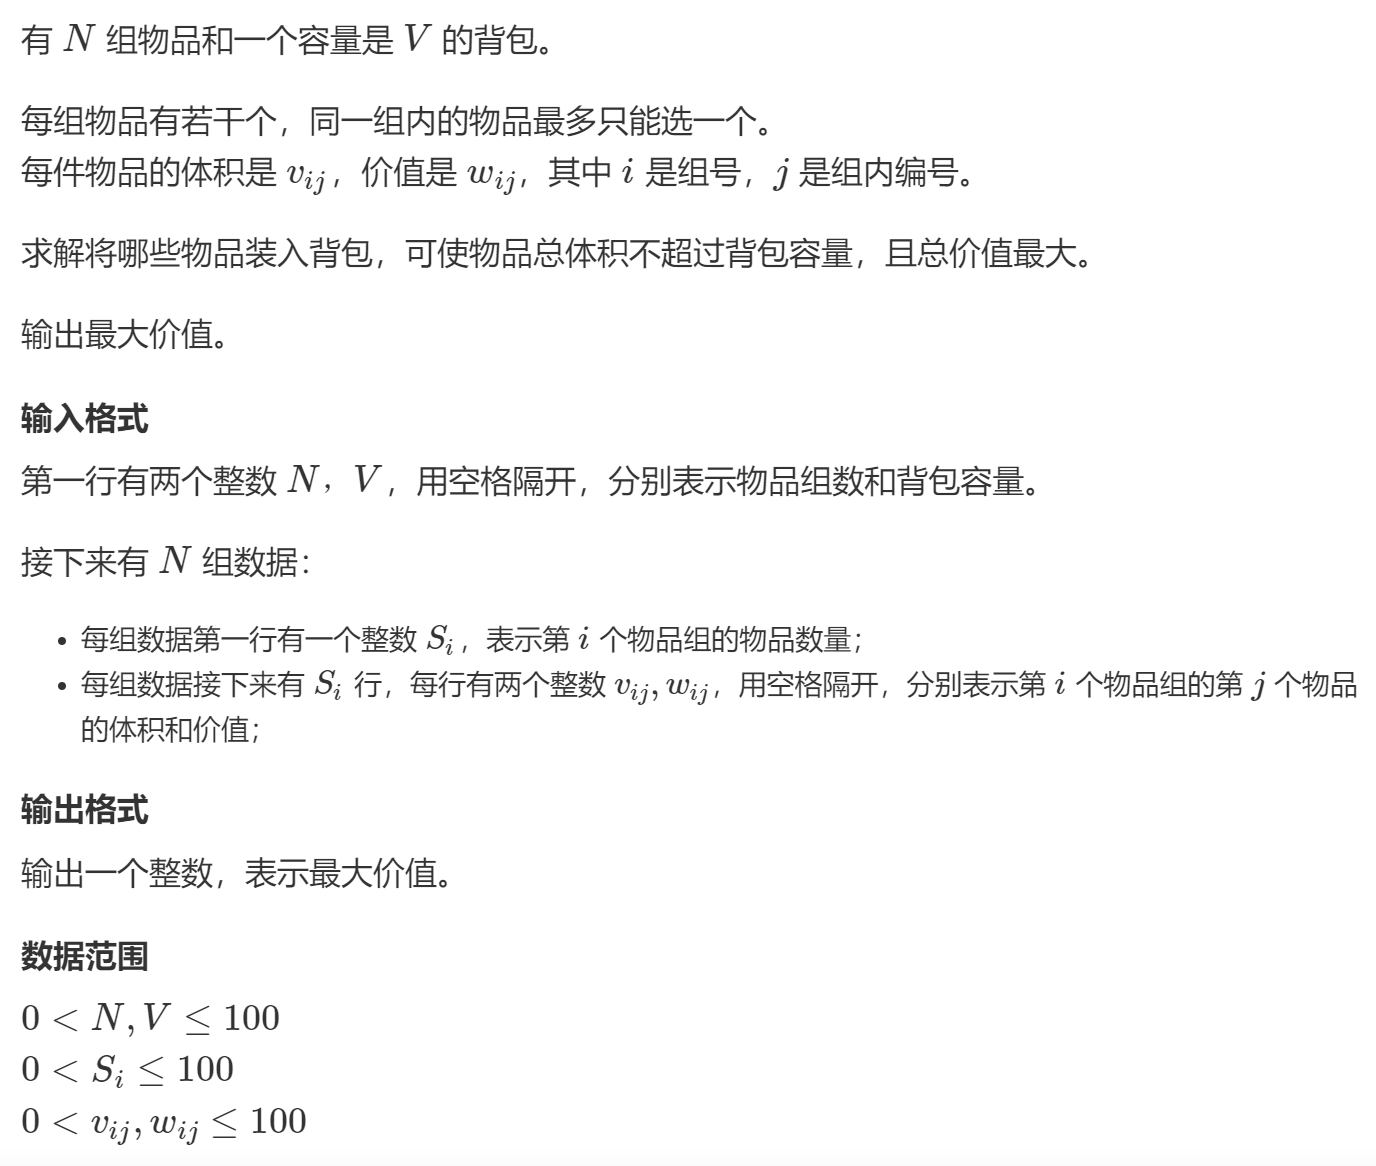 有 N 组物品和一个容量是 V 的背包。
每组物品有若干个，同一组内的物品最多只能选一个。
每件物品的体积是 v_{ij}，价值是 w_{ij}，其中 i 是组号，j 是组内编号。
求解将哪些物品装入背包，可使物品总体积不超过背包容量，且总价值最大。
输出最大价值。
输入格式
第一行有两个整数 N，V，用空格隔开，分别表示物品组数和背包容量。
接下来有 N 组数据：
• 每组数据第一行有一个整数 S_i，表示第 i 个物品组的物品数量；
• 每组数据接下来有 S_i 行，每行有两个整数 v_{ij}, w_{ij}，用空格隔开，分别表示第 i 个物品组的第 j 个物品
的体积和价值；
输出格式
输出一个整数，表示最大价值。
数据范围
0 < N, V ≤ 100
0 < S_i ≤ 100
0 < v_{ij}, w_{ij} ≤ 100